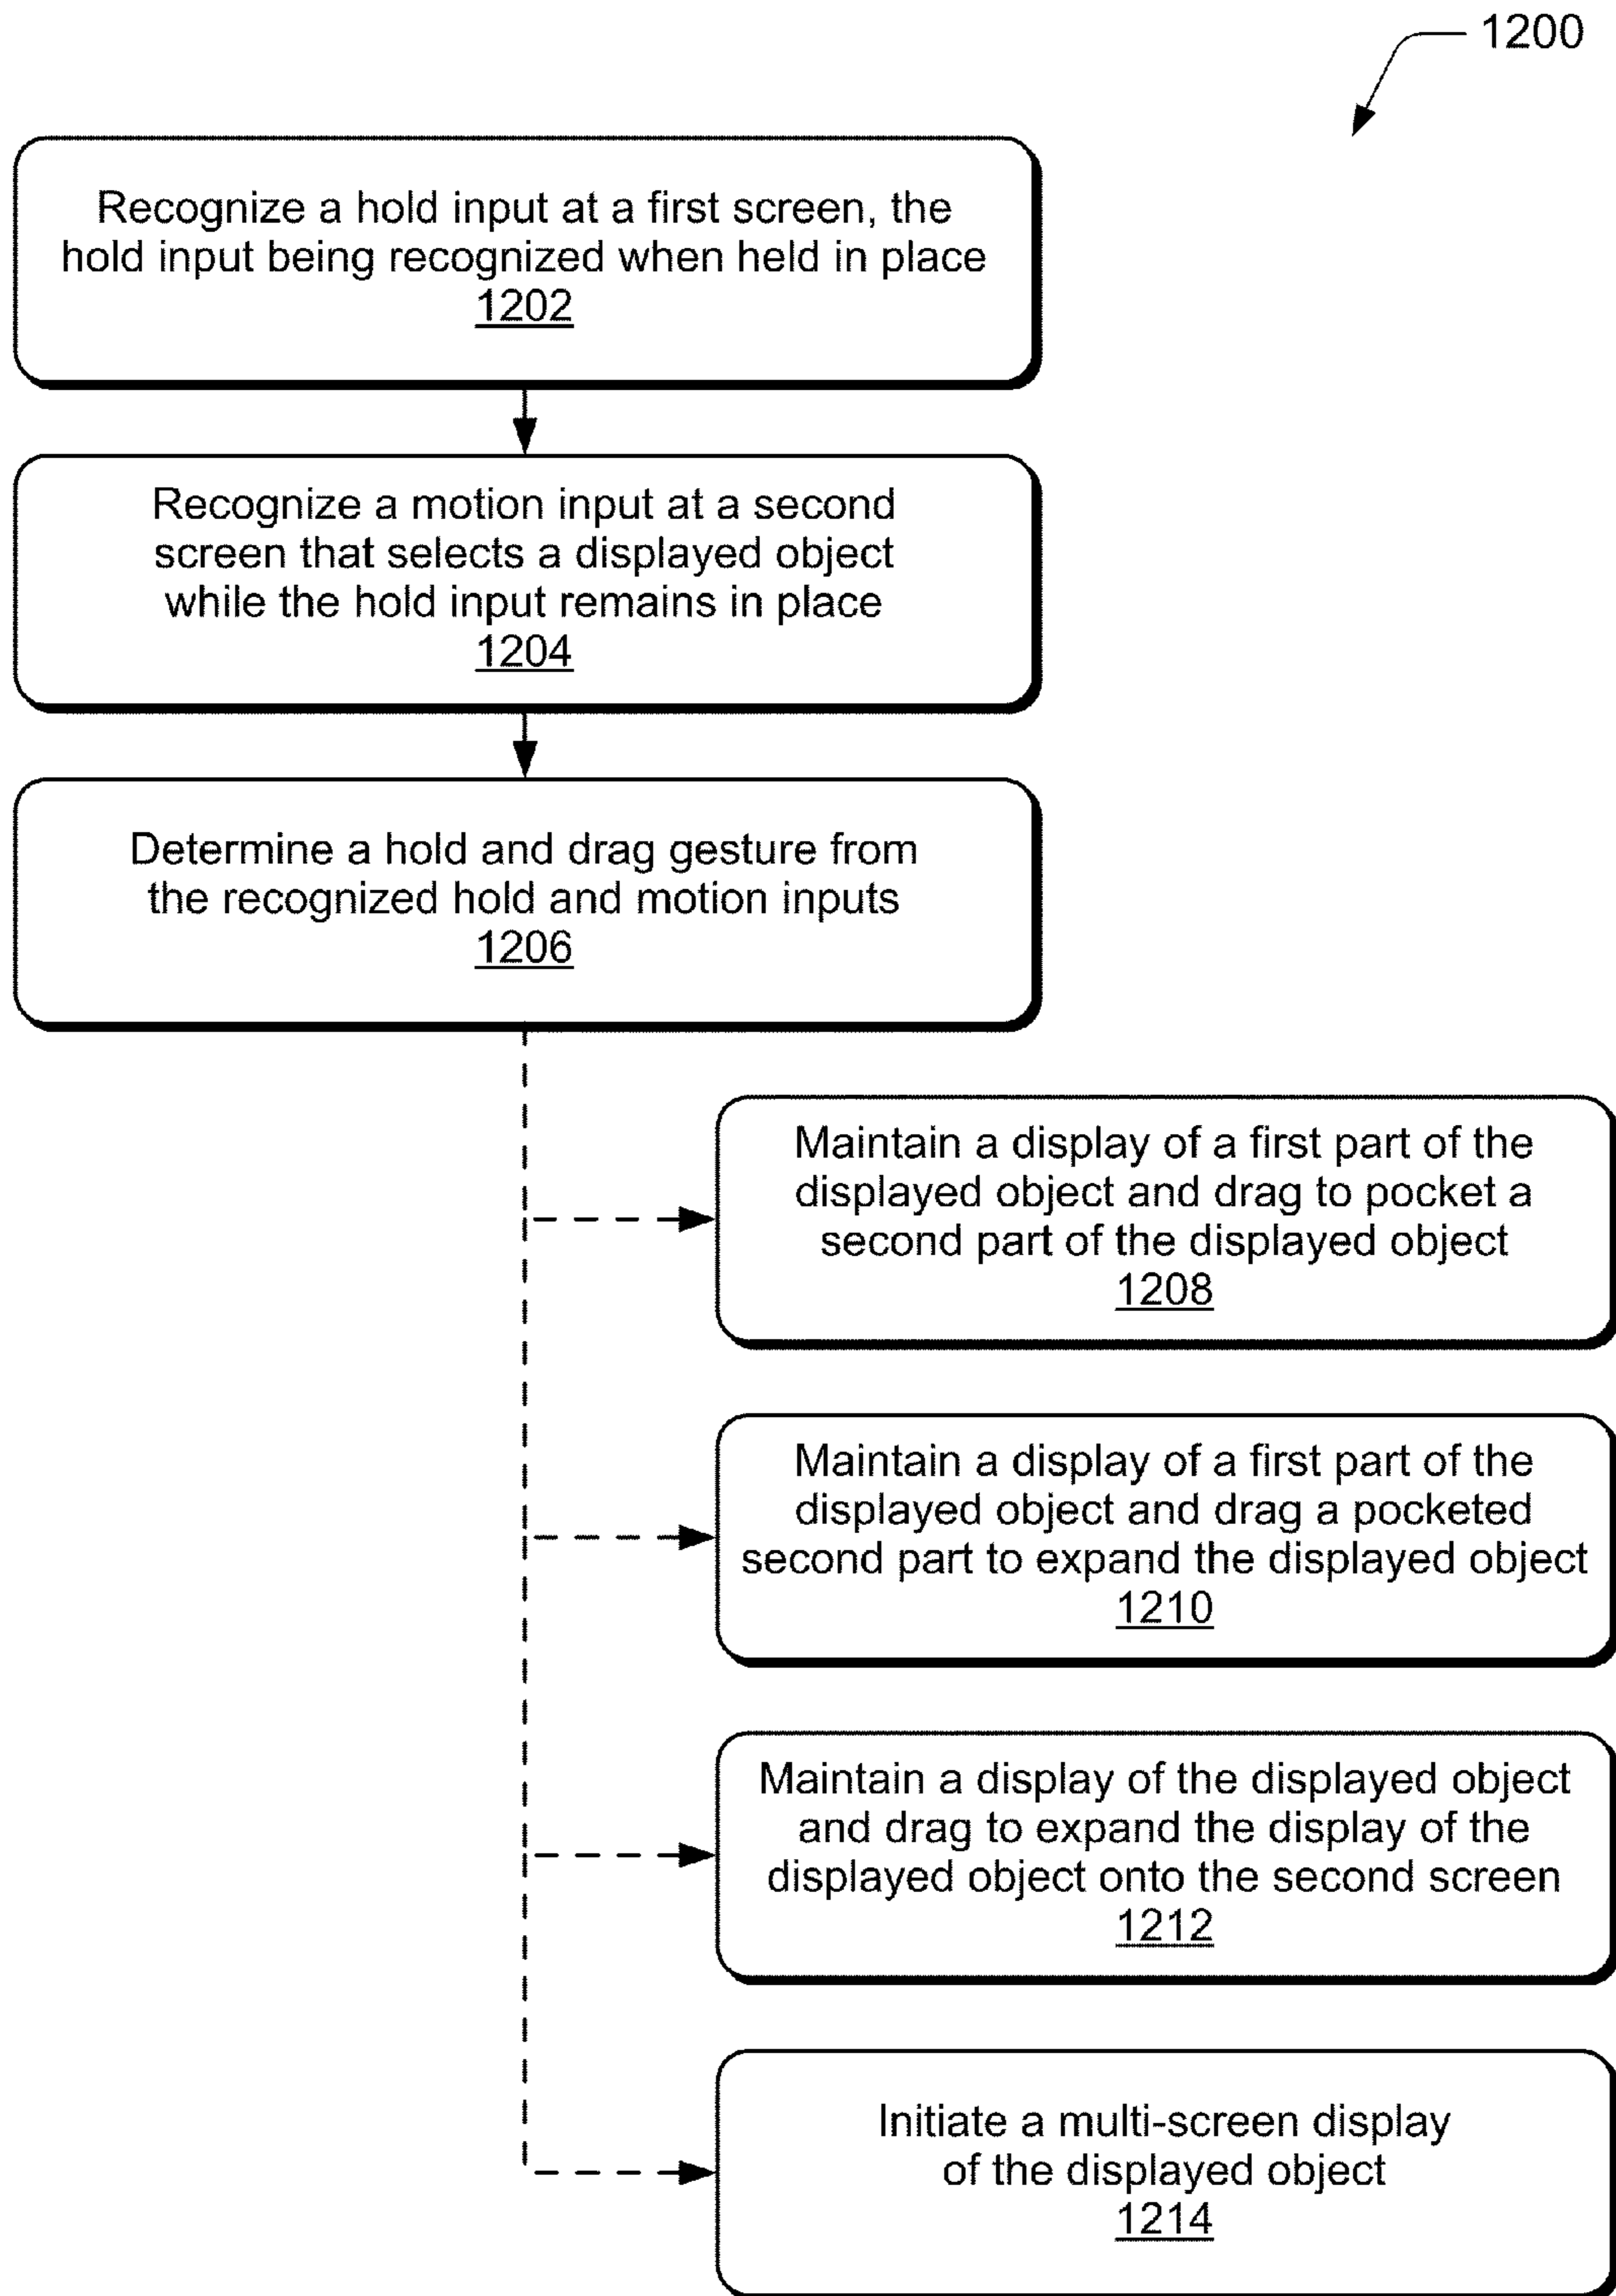 1200
Recognize a hold input at a first screen, the
hold input being recognized when held in place
1202
Recognize a motion input at a second
screen that selects a displayed object
while the hold input remains in place
1204
Determine a hold and drag gesture from
the recognized hold and motion inputs
1206
Maintain a display of a first part of the
displayed object and drag to pocket a
second part of the displayed object
1208
Maintain a display of a first part of the
displayed object and drag a pocketed
second part to expand the displayed object
1210
Maintain a display of the displayed object
and drag to expand the display of the
displayed object onto the second screen
1212
Initiate a multi-screen display
of the displayed object
1214